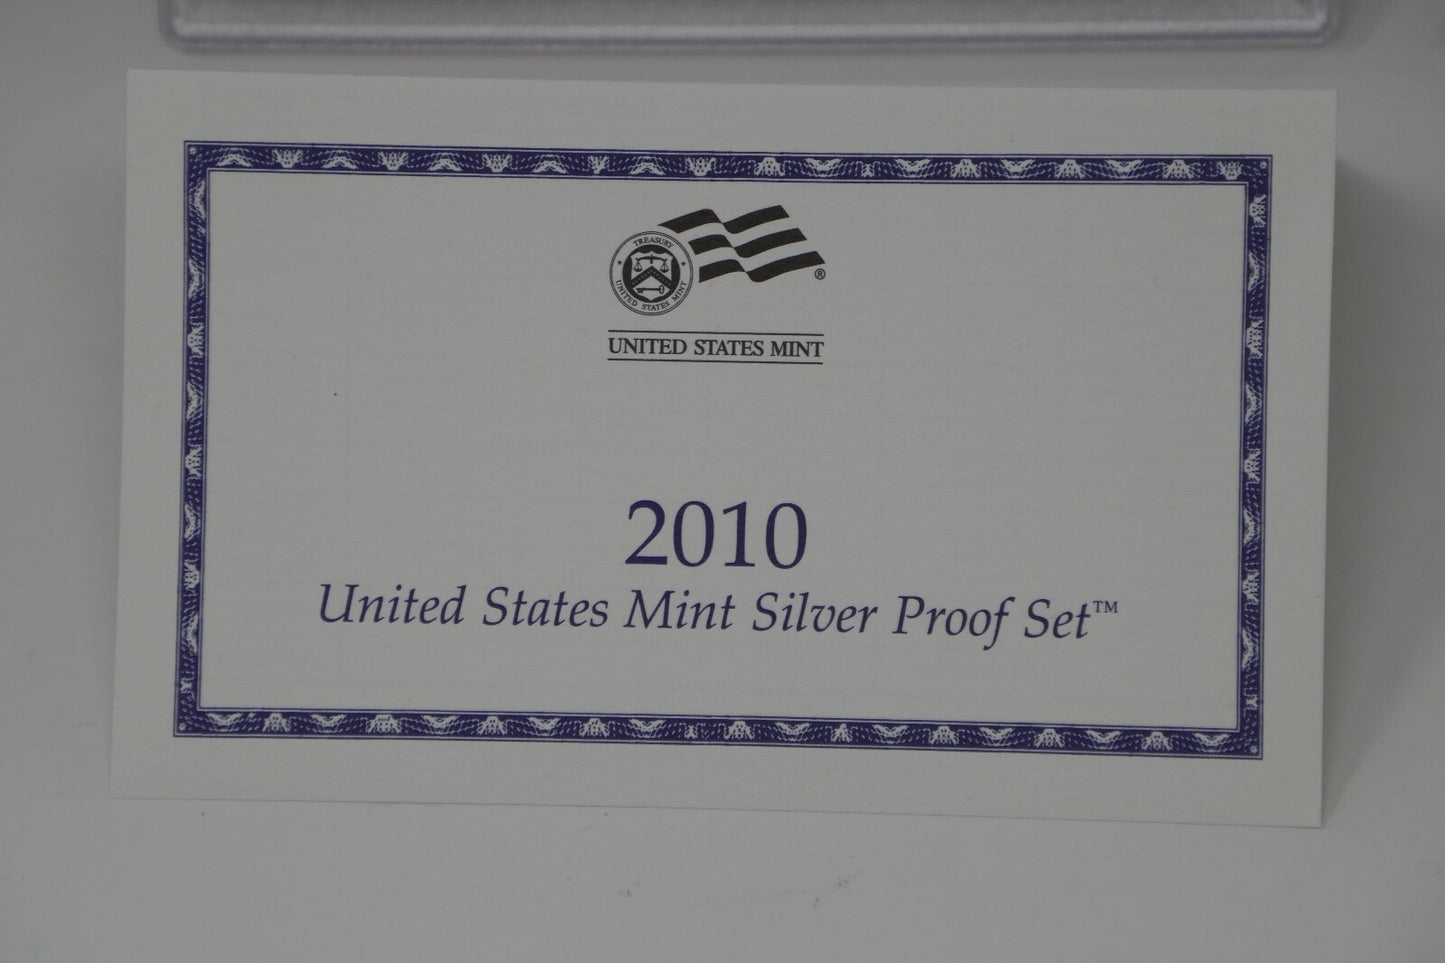 TREASURY
UNITED STATES MINT
®
UNITED STATES MINT
2010
United States Mint Silver Proof Set™